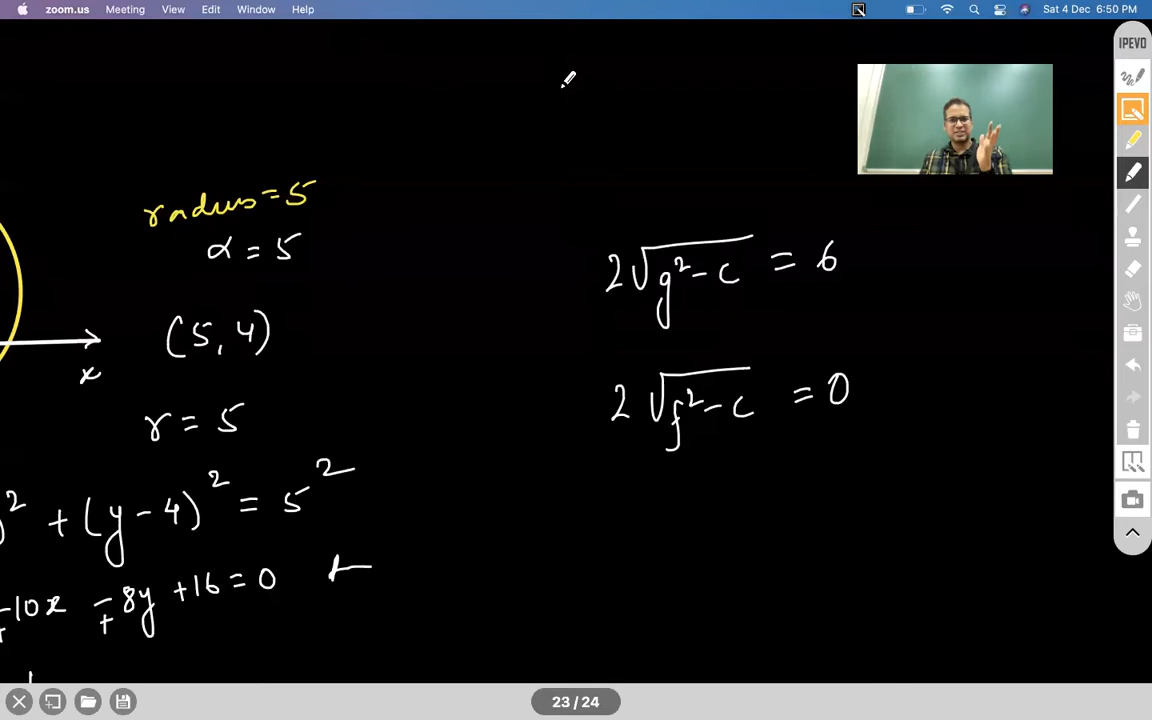 zoom.us Meeting View Edit Window Help Sat 4 Dec 6:50 PM
IPEVO
radius = 5
α = 5
(5, 4)
x
r = 5
² + (y - 4)² = 5²
10x ∓ 8y + 16 = 0
2√(g² - c) = 6
2√(f² - c) = 0
23 / 24